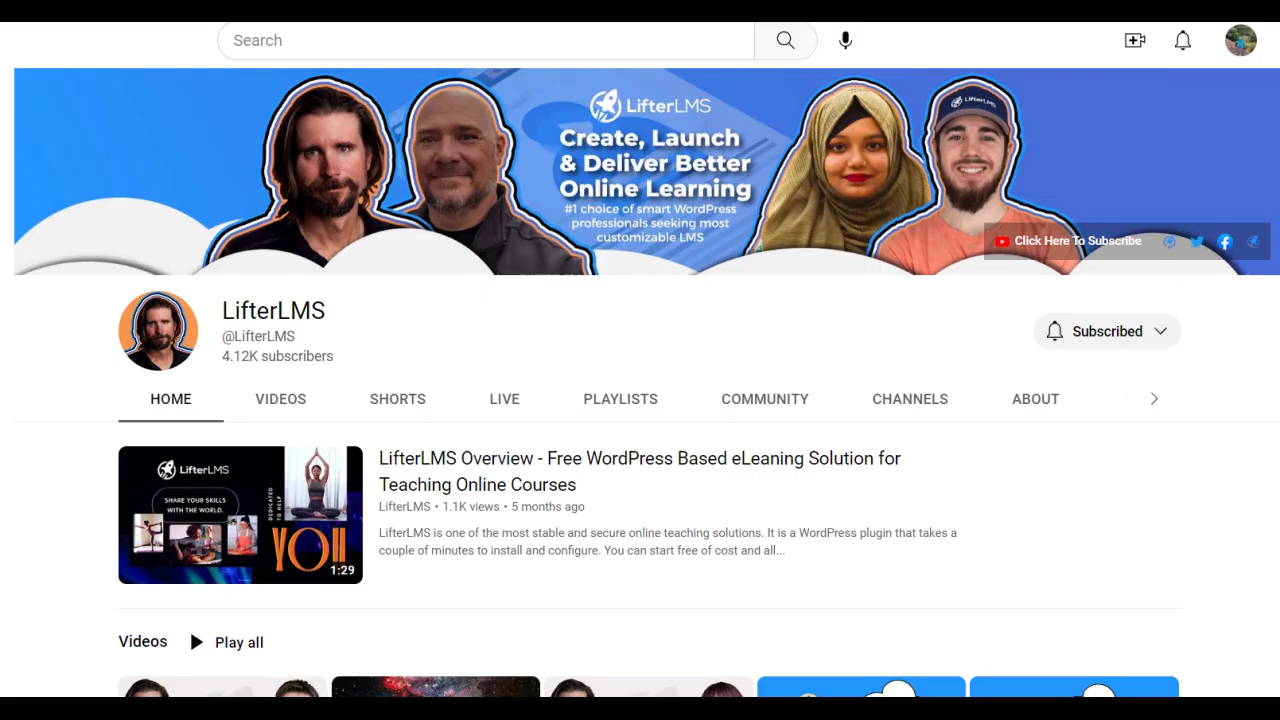 Search
LifterLMS
Create, Launch
& Deliver Better
Online Learning
#1 choice of smart WordPress
professionals seeking most
customizable LMS
LifterLMS
Click Here To Subscribe
LifterLMS
@LifterLMS
4.12K subscribers
Subscribed
HOME VIDEOS SHORTS LIVE PLAYLISTS COMMUNITY CHANNELS ABOUT
LifterLMS
SHARE YOUR SKILLS
WITH THE WORLD.
DEDICATED
TO HELP
YOU
1:29
LifterLMS Overview - Free WordPress Based eLeaning Solution for
Teaching Online Courses
LifterLMS • 1.1K views • 5 months ago
LifterLMS is one of the most stable and secure online teaching solutions. It is a WordPress plugin that takes a
couple of minutes to install and configure. You can start free of cost and all...
Videos
Play all